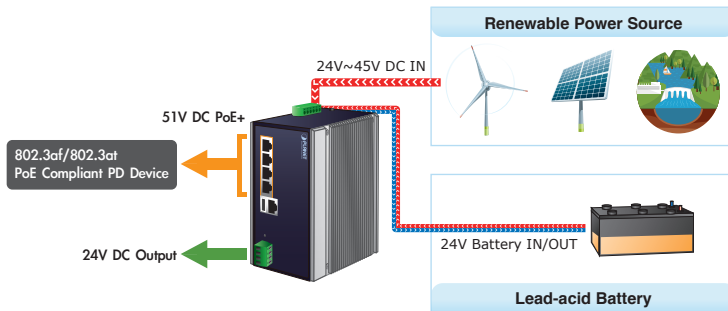 Renewable Power Source
24V~45V DC IN
51V DC PoE+
802.3af/802.3at
PoE Compliant PD Device
PLANET
24V DC Output
24V Battery IN/OUT
Lead-acid Battery